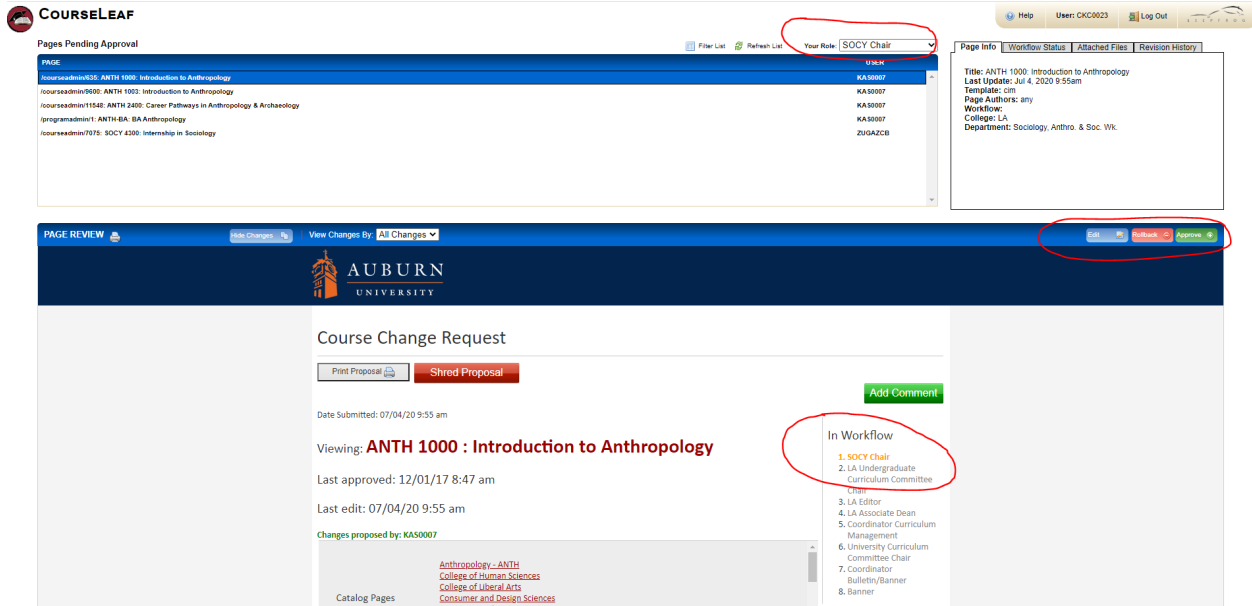 COURSELEAF
Help User: CKC0023 Log Out
Pages Pending Approval
Filter List Refresh List Your Role: SOCY Chair
PAGE USER
/courseadmin/635: ANTH 1000: Introduction to Anthropology KAS0007
/courseadmin/9600: ANTH 1003: Introduction to Anthropology KAS0007
/courseadmin/11548: ANTH 2400: Career Pathways in Anthropology & Archaeology KAS0007
/programadmin/1: ANTH-BA: BA Anthropology KAS0007
/courseadmin/7075: SOCY 4300: Internship in Sociology ZUGAZCB
Page Info Workflow Status Attached Files Revision History
Title: ANTH 1000: Introduction to Anthropology
Last Update: Jul 4, 2020 9:55am
Template: cim
Page Authors: any
Workflow:
College: LA
Department: Sociology, Anthro. & Soc. Wk.
PAGE REVIEW Hide Changes View Changes By: All Changes Edit Rollback Approve
AUBURN
UNIVERSITY
Course Change Request
Print Proposal Shred Proposal
Add Comment
Date Submitted: 07/04/20 9:55 am
Viewing: ANTH 1000 : Introduction to Anthropology
Last approved: 12/01/17 8:47 am
Last edit: 07/04/20 9:55 am
Changes proposed by: KAS0007
Catalog Pages
Anthropology - ANTH
College of Human Sciences
College of Liberal Arts
Consumer and Design Sciences
In Workflow
1. SOCY Chair
2. LA Undergraduate
Curriculum Committee
Chair
3. LA Editor
4. LA Associate Dean
5. Coordinator Curriculum
Management
6. University Curriculum
Committee Chair
7. Coordinator
Bulletin/Banner
8. Banner